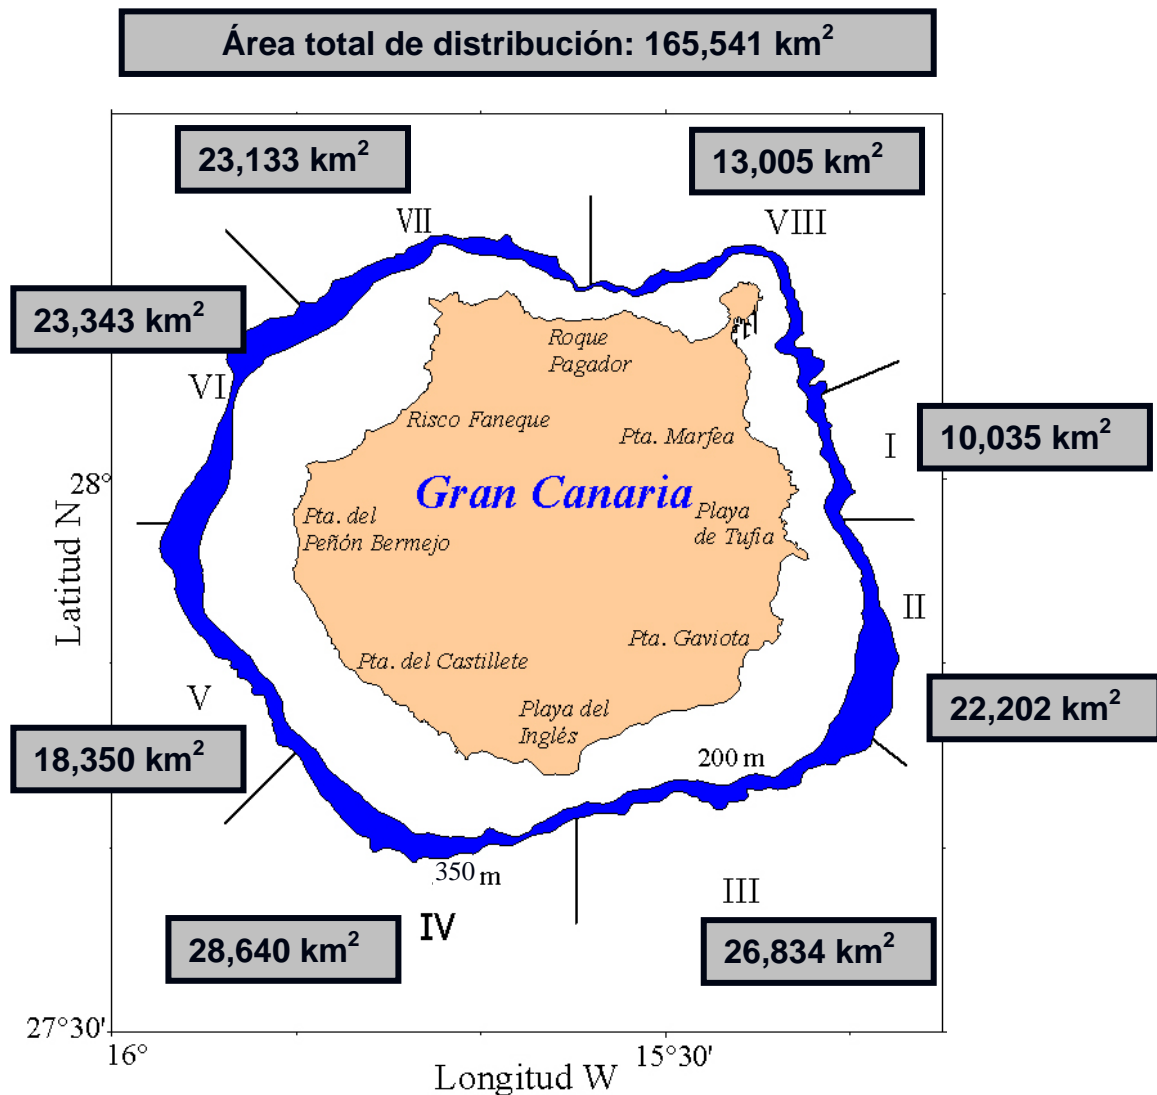 Área total de distribución: 165,541 km²
23,133 km²
13,005 km²
VII
VIII
23,343 km²
Roque
Pagador
VI
Risco Faneque
Pta. Marfea
10,035 km²
I
28°
Gran Canaria
Pta. del
Peñón Bermejo
Playa
de Tufia
Latitud N
II
Pta. Gaviota
Pta. del Castillete
V
22,202 km²
Playa del
Inglés
18,350 km²
200 m
350 m
III
IV
28,640 km²
26,834 km²
27°30'
16°
15°30'
Longitud W